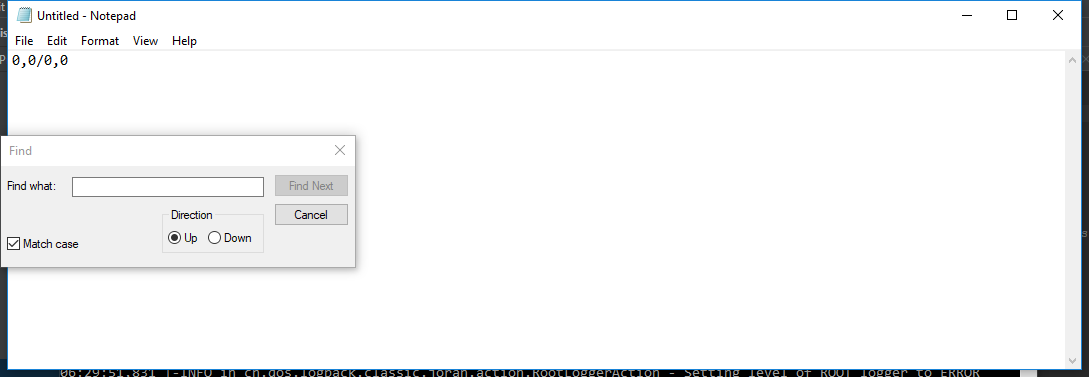 Untitled - Notepad
File Edit Format View Help
0,0/0,0
Find
Find what:
Find Next
Direction
Cancel
Up Down
Match case
06:29:51,831 |-INFO in ch.qos.logback.classic.joran.action.RootLoggerAction - Setting level of ROOT logger to ERROR